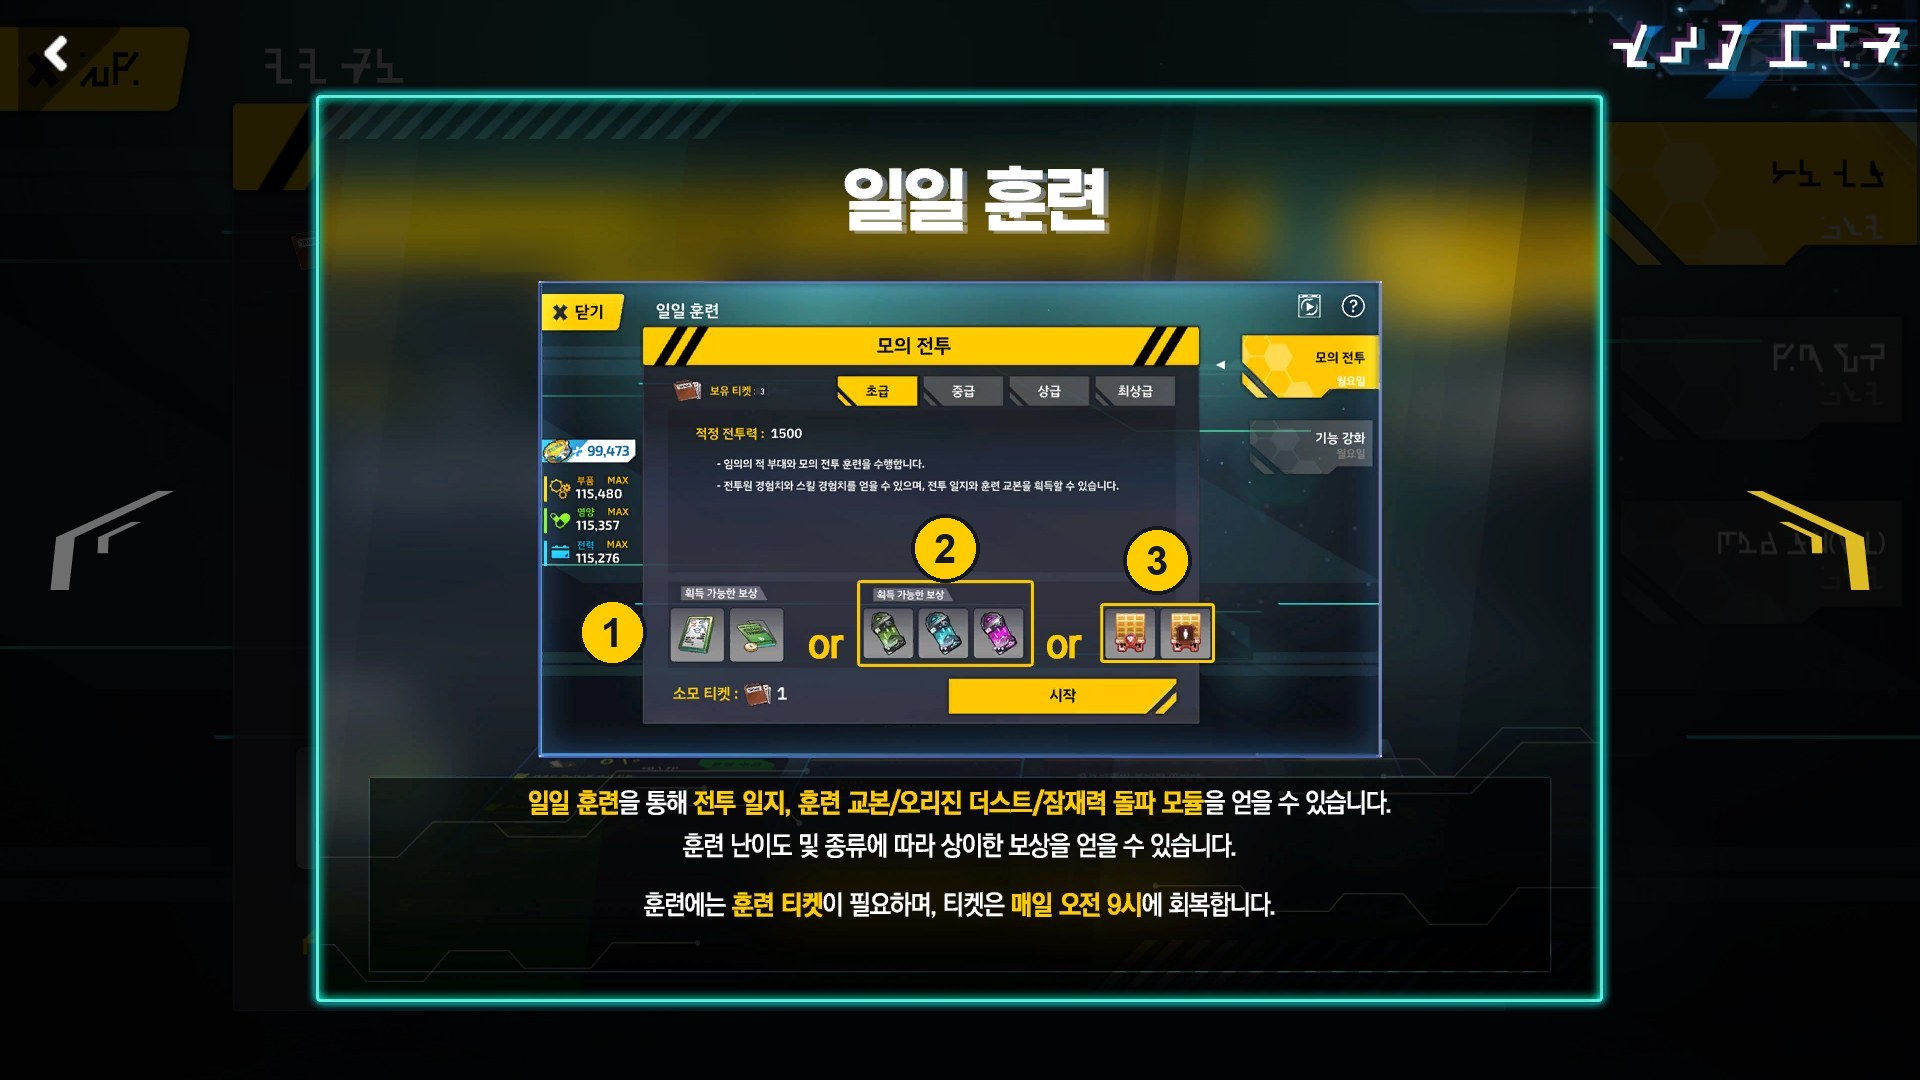 일일 훈련
닫기
일일 훈련
모의 전투
보유 티켓 : 3
초급
중급
상급
최상급
모의 전투
월요일
적정 전투력 : 1500
기능 강화
월요일
99,473
- 임의의 적 부대와 모의 전투 훈련을 수행합니다.
- 전투원 경험치와 스킬 경험치를 얻을 수 있으며, 전투 일지와 훈련 교본을 획득할 수 있습니다.
부품 MAX
115,480
영양 MAX
115,357
전력 MAX
115,276
2
3
획득 가능한 보상
획득 가능한 보상
1
or
or
소모 티켓 : 1
시작
일일 훈련을 통해 전투 일지, 훈련 교본/오리진 더스트/잠재력 돌파 모듈을 얻을 수 있습니다.
훈련 난이도 및 종류에 따라 상이한 보상을 얻을 수 있습니다.
훈련에는 훈련 티켓이 필요하며, 티켓은 매일 오전 9시에 회복합니다.